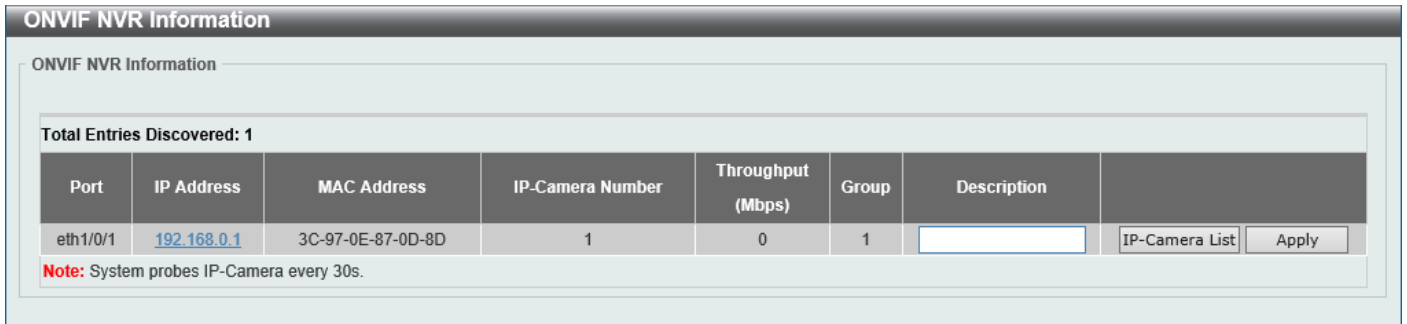 ONVIF NVR Information
ONVIF NVR Information
Total Entries Discovered: 1
Port IP Address MAC Address IP-Camera Number Throughput (Mbps) Group Description
eth1/0/1 192.168.0.1 3C-97-0E-87-0D-8D 1 0 1 IP-Camera List Apply
Note: System probes IP-Camera every 30s.